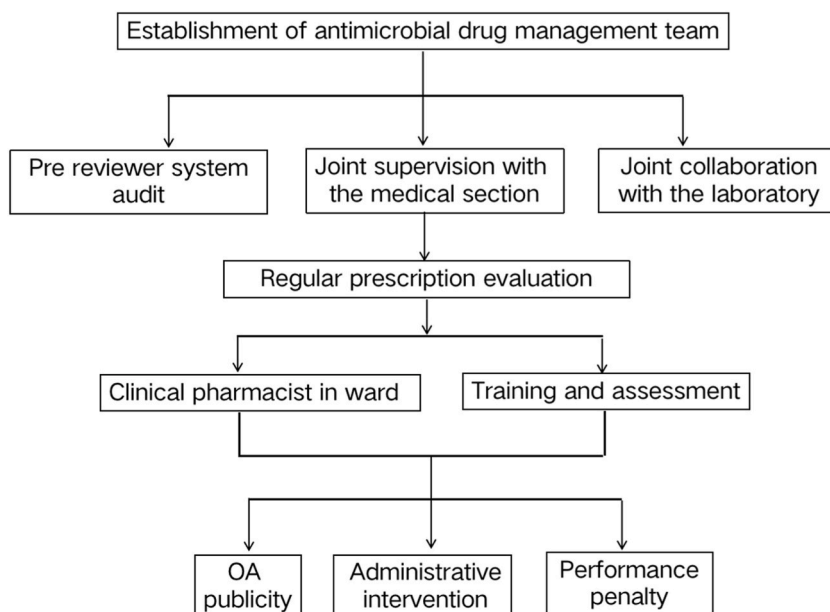 Establishment of antimicrobial drug management team
Pre reviewer system
audit
Joint supervision with
the medical section
Joint collaboration
with the laboratory
Regular prescription evaluation
Clinical pharmacist in ward
Training and assessment
OA
publicity
Administrative
intervention
Performance
penalty